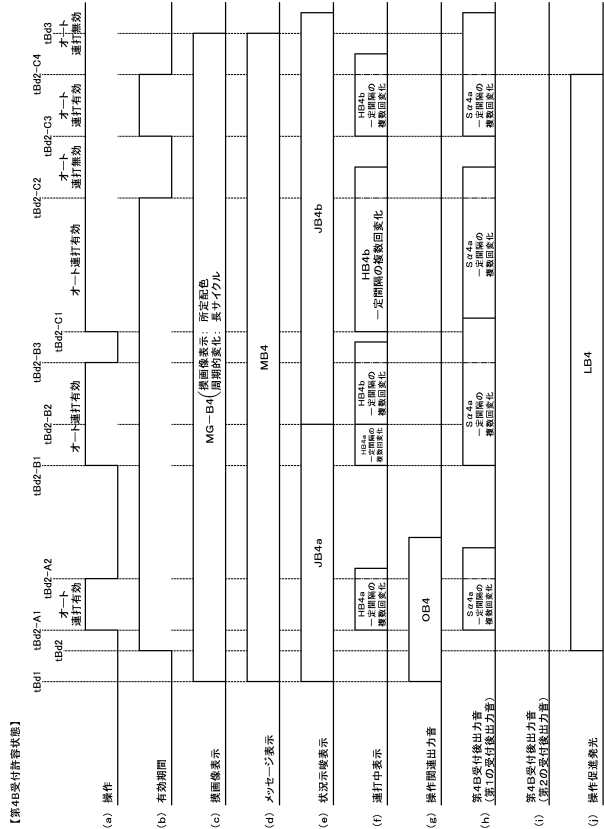 【第4B受付許容状態】
tBd1
tBd2
tBd2-A1
tBd2-A2
tBd2-B1
tBd2-B2
tBd2-B3
tBd2-C1
tBd2-C2
tBd2-C3
tBd2-C4
tBd3
(a) 操作
オート
連打有効
オート連打有効
オート連打有効
オート
連打無効
オート
連打有効
オート
連打無効
(b) 有効期間
(c) 摸画像表示
MG-B4(摸画像表示: 所定配色
周期的変化: 長サイクル)
(d) メッセージ表示
MB4
(e) 状況示唆表示
JB4a
JB4b
(f) 連打中表示
HB4a
一定間隔の
複数回変化
HB4a
一定間隔の
複数回変化
HB4b
一定間隔の
複数回変化
HB4b
一定間隔の複数回変化
HB4b
一定間隔の
複数回変化
(g) 操作関連出力音
OB4
(h) 第4B受付後出力音
(第1の受付後出力音)
Sα4a
一定間隔の
複数回変化
Sα4a
一定間隔の
複数回変化
Sα4a
一定間隔の
複数回変化
Sα4a
一定間隔の
複数回変化
(i) 第4B受付後出力音
(第2の受付後出力音)
(j) 操作促進発光
LB4